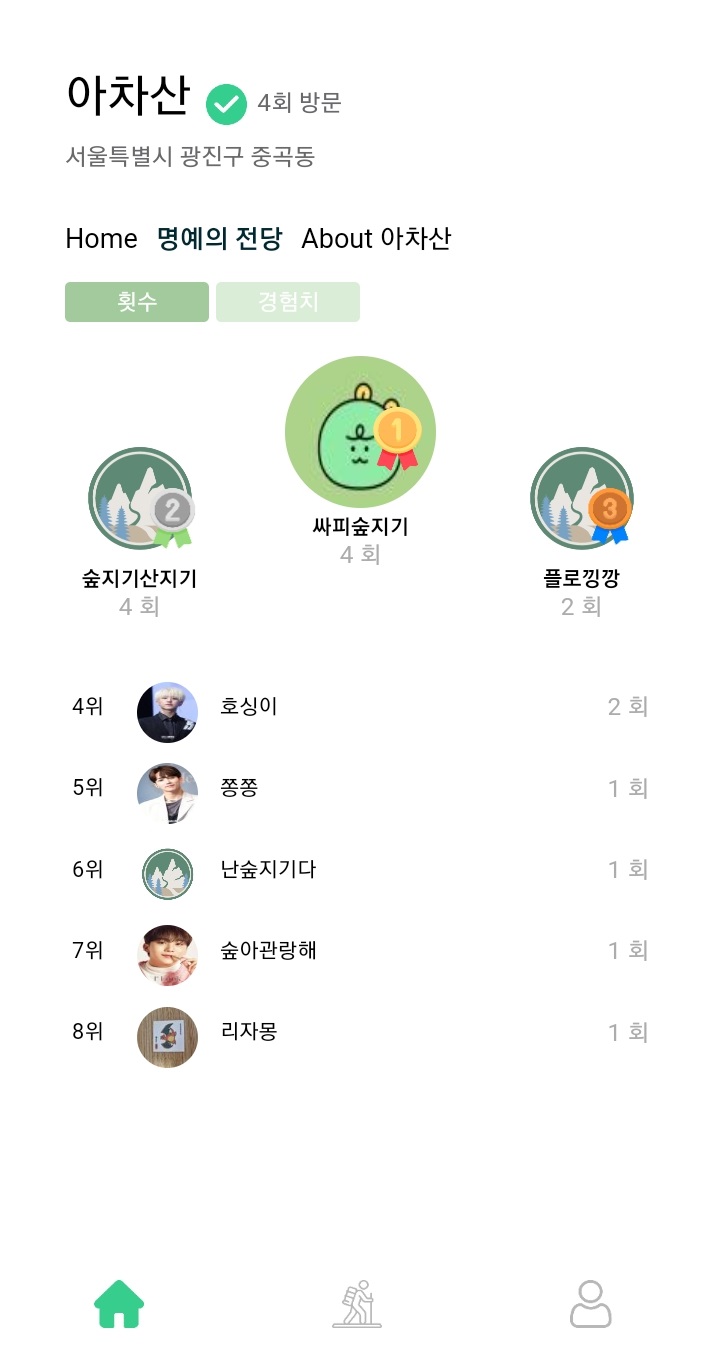 아차산 4회 방문
서울특별시 광진구 중곡동
Home 명예의 전당 About 아차산
횟수 경험치
1
2
3
싸피숲지기
4 회
숲지기산지기
4 회
플로낑깡
2 회
4위 호싱이 2 회
5위 쫑쫑 1 회
6위 난숲지기다 1 회
7위 숲아관랑해 1 회
8위 리자몽 1 회